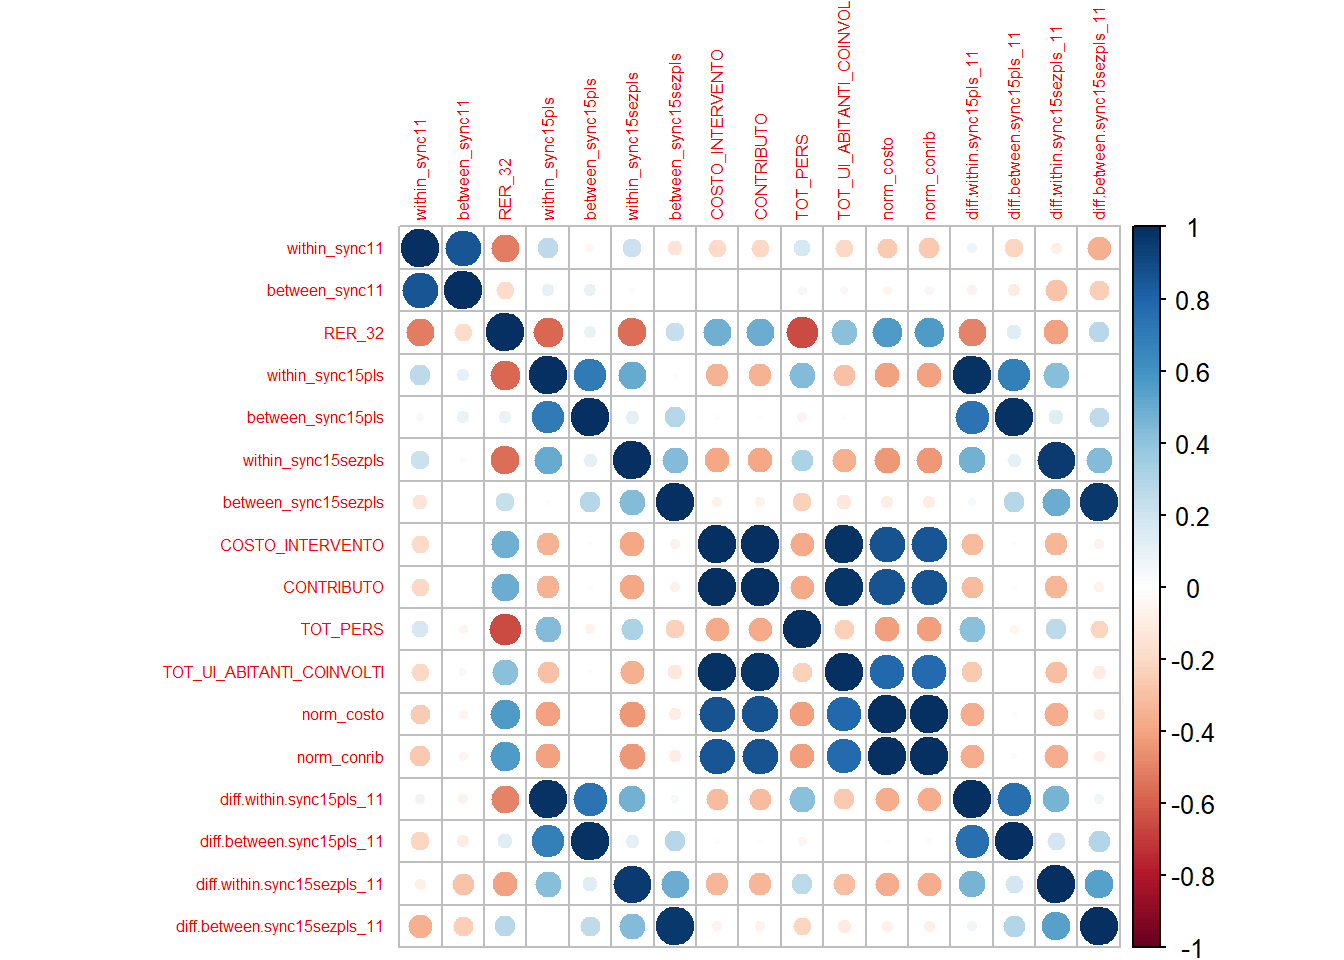 within_sync11
between_sync11
RER_32
within_sync15pls
between_sync15pls
within_sync15sezpls
between_sync15sezpls
COSTO_INTERVENTO
CONTRIBUTO
TOT_PERS
TOT_UI_ABITANTI_COINVOL
norm_costo
norm_conrib
diff.within.sync15pls_11
diff.between.sync15pls_11
diff.within.sync15sezpls_11
diff.between.sync15sezpls_11
within_sync11
between_sync11
RER_32
within_sync15pls
between_sync15pls
within_sync15sezpls
between_sync15sezpls
COSTO_INTERVENTO
CONTRIBUTO
TOT_PERS
TOT_UI_ABITANTI_COINVOLTI
norm_costo
norm_conrib
diff.within.sync15pls_11
diff.between.sync15pls_11
diff.within.sync15sezpls_11
diff.between.sync15sezpls_11
1
0.8
0.6
0.4
0.2
0
-0.2
-0.4
-0.6
-0.8
-1